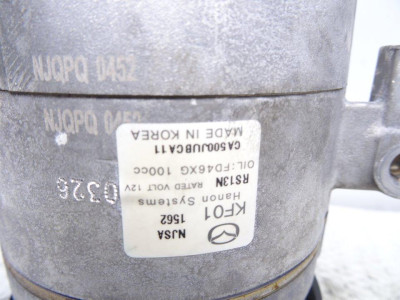 NJQPQ 0452
NJQPQ 0452
0326
NJSA
1562
KF01
Hanon Systems
RS13N RATED VOLT 12V
OIL:FD46XG 100cc
CA500JUBCA11
MADE IN KOREA